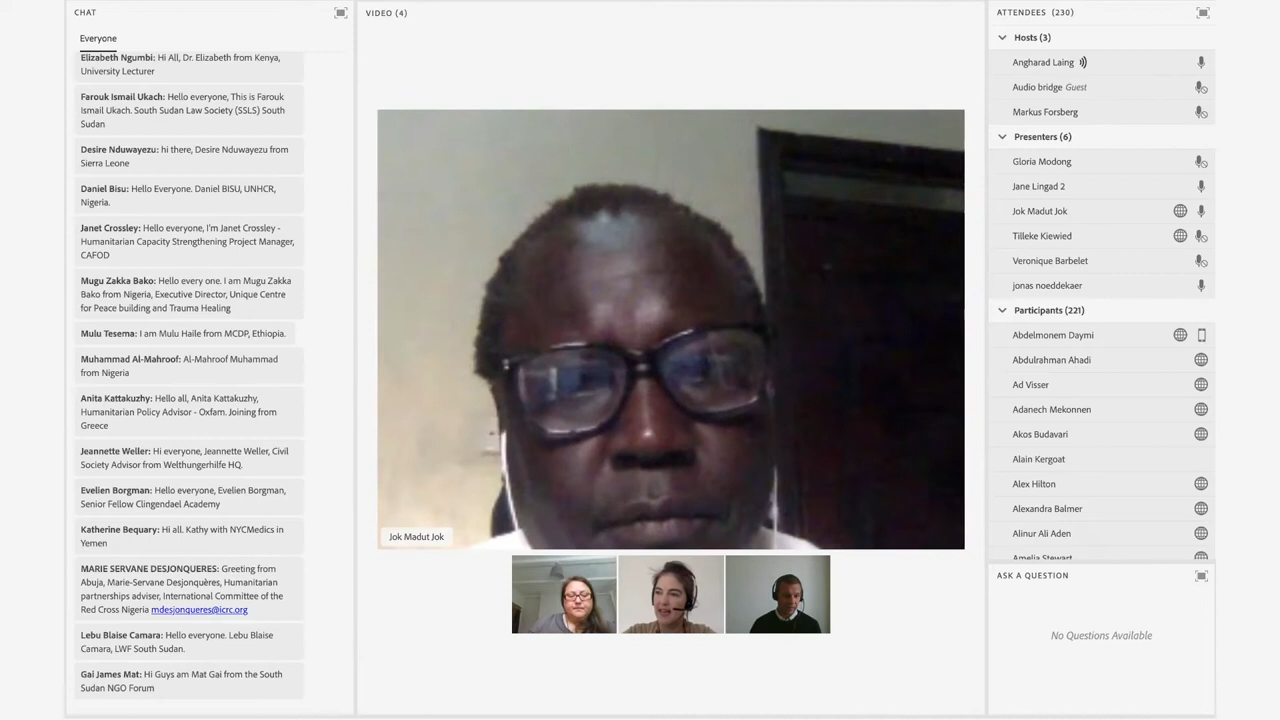 CHAT
Everyone
Elizabeth Ngumbi: Hi All, Dr. Elizabeth from Kenya,
University Lecturer
Farouk Ismail Ukach: Hello everyone, This is Farouk
Ismail Ukach. South Sudan Law Society (SSLS) South
Sudan
Desire Nduwayezu: hi there, Desire Nduwayezu from
Sierra Leone
Daniel Bisu: Hello Everyone. Daniel BISU, UNHCR,
Nigeria.
Janet Crossley: Hello everyone, I'm Janet Crossley -
Humanitarian Capacity Strengthening Project Manager,
CAFOD
Mugu Zakka Bako: Hello every one. I am Mugu Zakka
Bako from Nigeria, Executive Director, Unique Centre
for Peace building and Trauma Healing
Mulu Tesema: I am Mulu Haile from MCDP, Ethiopia.
Muhammad Al-Mahroof: Al-Mahroof Muhammad
from Nigeria
Anita Kattakuzhy: Hello all, Anita Kattakuzhy,
Humanitarian Policy Advisor - Oxfam. Joining from
Greece
Jeannette Weller: Hi everyone, Jeannette Weller, Civil
Society Advisor from Welthungerhilfe HQ.
Evelien Borgman: Hello everyone, Evelien Borgman,
Senior Fellow Clingendael Academy
Katherine Bequary: Hi all. Kathy with NYCMedics in
Yemen
MARIE SERVANE DESJONQUERES: Greeting from
Abuja, Marie-Servane Desjonquères, Humanitarian
partnerships adviser, International Committee of the
Red Cross Nigeria mdesjonqueres@icrc.org
Lebu Blaise Camara: Hello everyone. Lebu Blaise
Camara, LWF South Sudan.
Gai James Mat: Hi Guys am Mat Gai from the South
Sudan NGO Forum
VIDEO (4)
Jok Madut Jok
ATTENDEES (230)
Hosts (3)
Angharad Laing
Audio bridge Guest
Markus Forsberg
Presenters (6)
Gloria Modong
Jane Lingad 2
Jok Madut Jok
Tilleke Kiewied
Veronique Barbelet
jonas noeddekaer
Participants (221)
Abdelmonem Daymi
Abdulrahman Ahadi
Ad Visser
Adanech Mekonnen
Akos Budavari
Alain Kergoat
Alex Hilton
Alexandra Balmer
Alinur Ali Aden
Amelia Stewart
ASK A QUESTION
No Questions Available